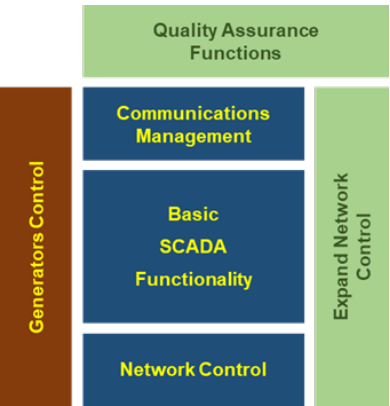 Quality Assurance
Functions
Communications
Management
Generators Control
Basic
SCADA
Functionality
Expand Network
Control
Network Control